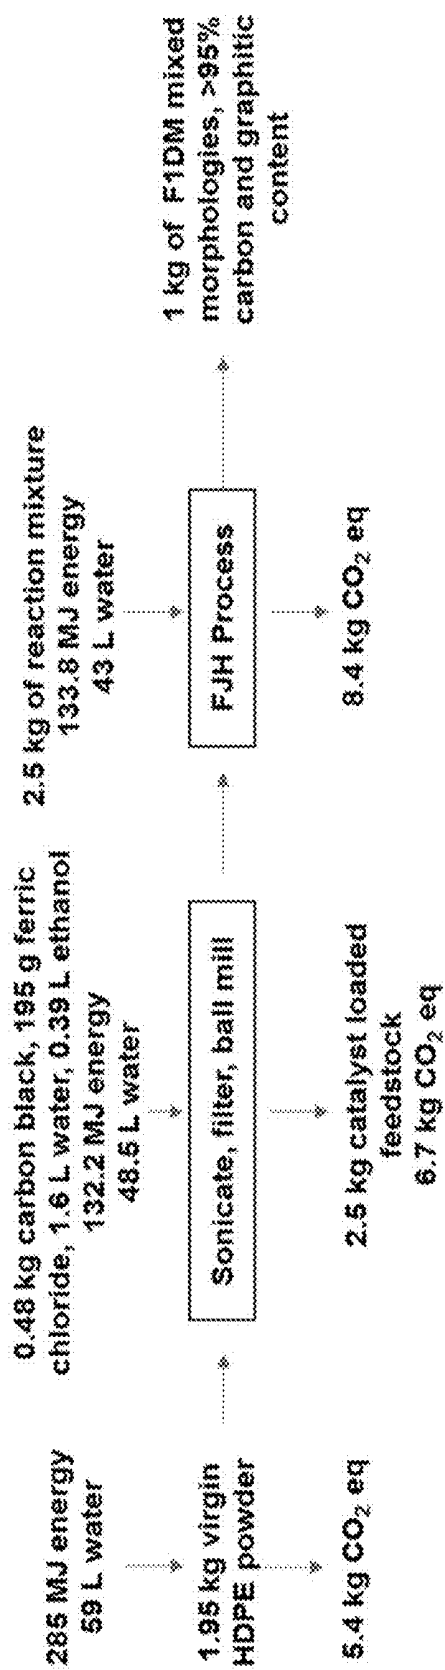 285 MJ energy
59 L water
1.95 kg virgin
HDPE powder
5.4 kg CO₂ eq
0.48 kg carbon black, 195 g ferric
chloride, 1.6 L water, 0.39 L ethanol
132.2 MJ energy
48.5 L water
Sonicate, filter, ball mill
2.5 kg catalyst loaded
feedstock
6.7 kg CO₂ eq
2.5 kg of reaction mixture
133.8 MJ energy
43 L water
FJH Process
8.4 kg CO₂ eq
1 kg of F1DM mixed
morphologies, >95%
carbon and graphitic
content